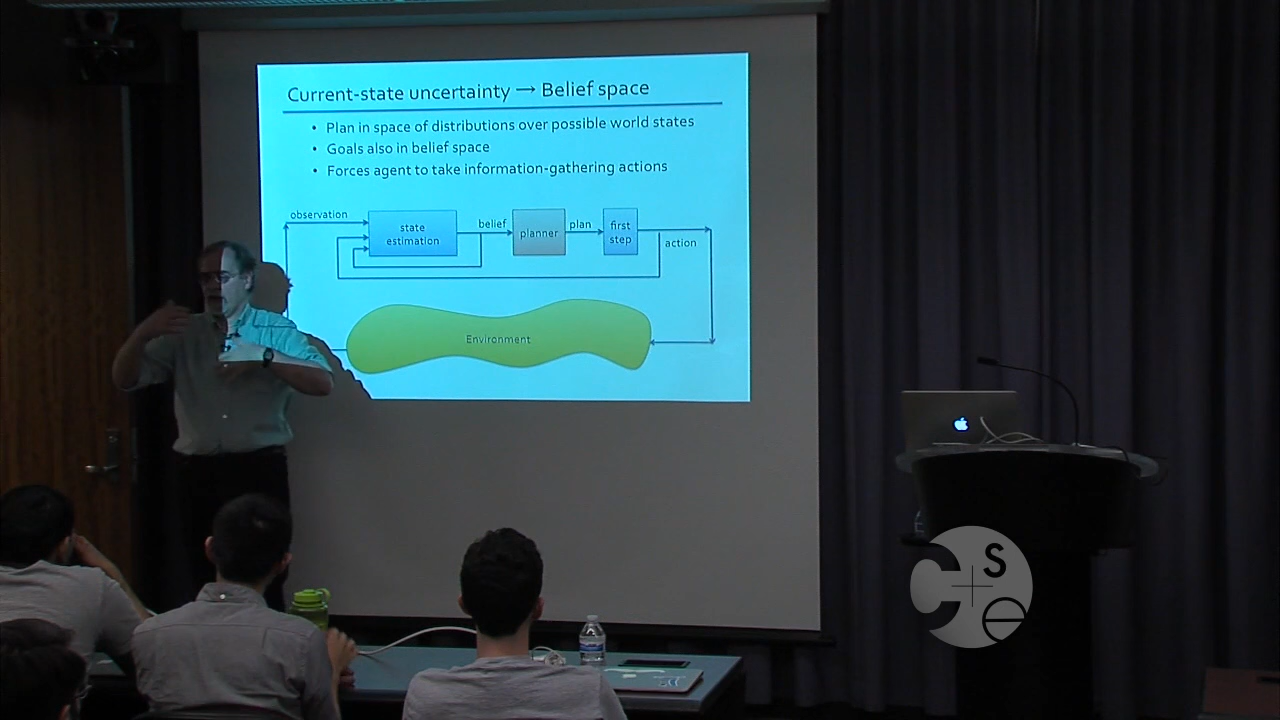 Current-state uncertainty → Belief space
• Plan in space of distributions over possible world states
• Goals also in belief space
• Forces agent to take information-gathering actions
observation
state
estimation
belief
planner
plan
first
step
action
Environment
C+SE